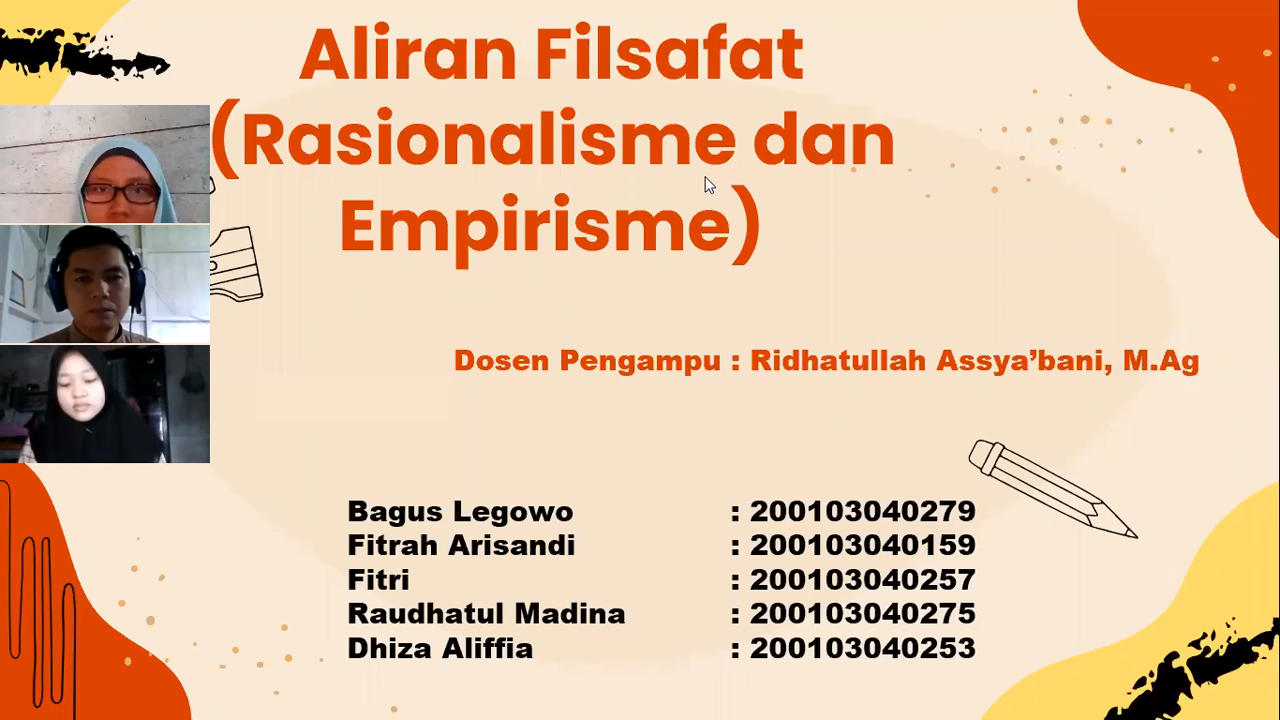 Aliran Filsafat
(Rasionalisme dan
Empirisme)
Dosen Pengampu : Ridhatullah Assya’bani, M.Ag
Bagus Legowo : 200103040279
Fitrah Arisandi : 200103040159
Fitri : 200103040257
Raudhatul Madina : 200103040275
Dhiza Aliffia : 200103040253